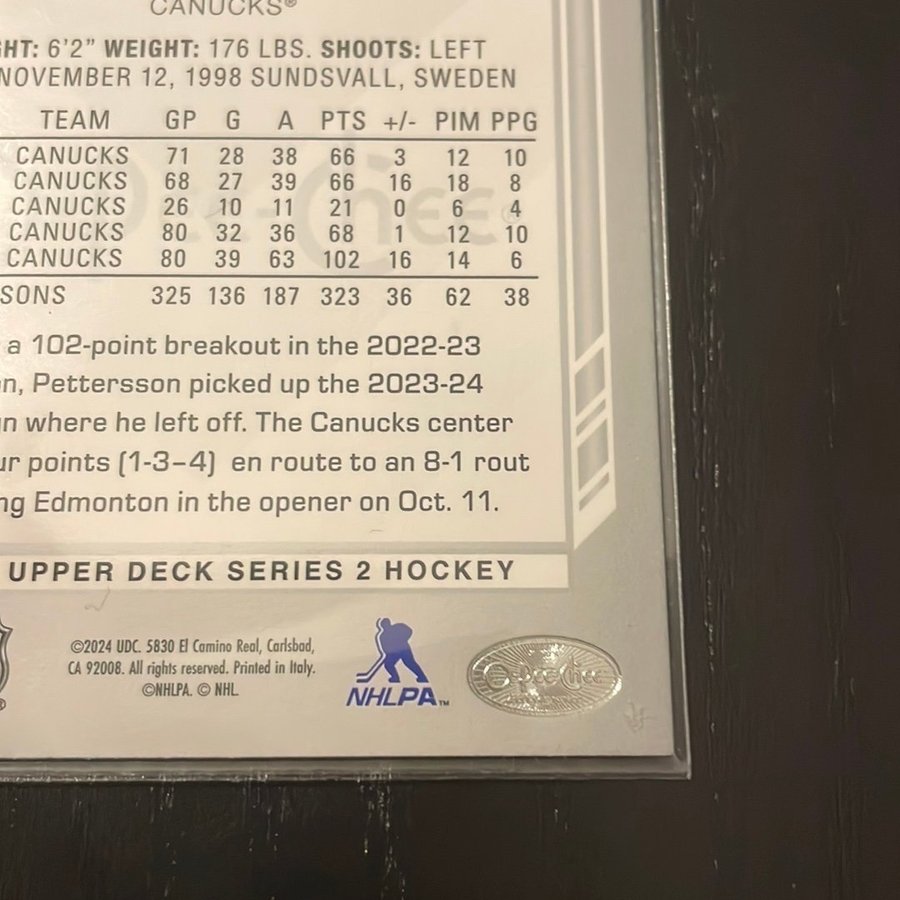 CANUCKS®
HT: 6'2" WEIGHT: 176 LBS. SHOOTS: LEFT
NOVEMBER 12, 1998 SUNDSVALL, SWEDEN
TEAM GP G A PTS +/- PIM PPG
CANUCKS 71 28 38 66 3 12 10
CANUCKS 68 27 39 66 16 18 8
CANUCKS 26 10 11 21 0 6 4
CANUCKS 80 32 36 68 1 12 10
CANUCKS 80 39 63 102 16 14 6
SONS 325 136 187 323 36 62 38
a 102-point breakout in the 2022-23
n, Pettersson picked up the 2023-24
n where he left off. The Canucks center
ur points (1-3–4) en route to an 8-1 rout
ng Edmonton in the opener on Oct. 11.
UPPER DECK SERIES 2 HOCKEY
©2024 UDC. 5830 El Camino Real, Carlsbad,
CA 92008. All rights reserved. Printed in Italy.
©NHLPA. © NHL
NHLPA™
O-Pee-Chee